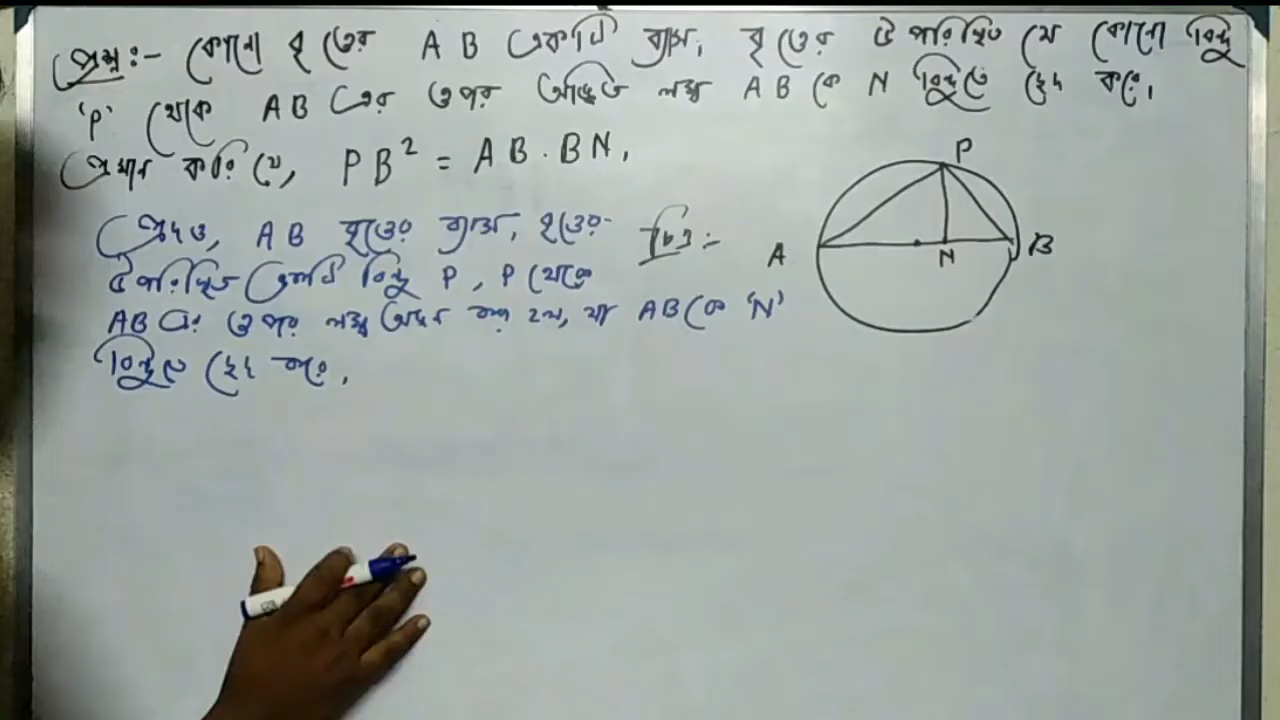 প্রশ্ন:- কোনো বৃত্তের AB একটি ব্যাস, বৃত্তের উপরিস্থিত যে কোনো বিন্দু
'P' থেকে AB এর ওপর অঙ্কিত লম্ব AB কে N বিন্দুতে ছেদ করে।
প্রমান করি যে, PB² = AB . BN,
প্রদত্ত, AB বৃত্তের ব্যাস, বৃত্তের
উপরিস্থিত একটি বিন্দু P, P থেকে
AB এর ওপর লম্ব অঙ্কন করা হল, যা AB কে 'N'
বিন্দুতে ছেদ করে,
চিত্র:-
P
A
N
B